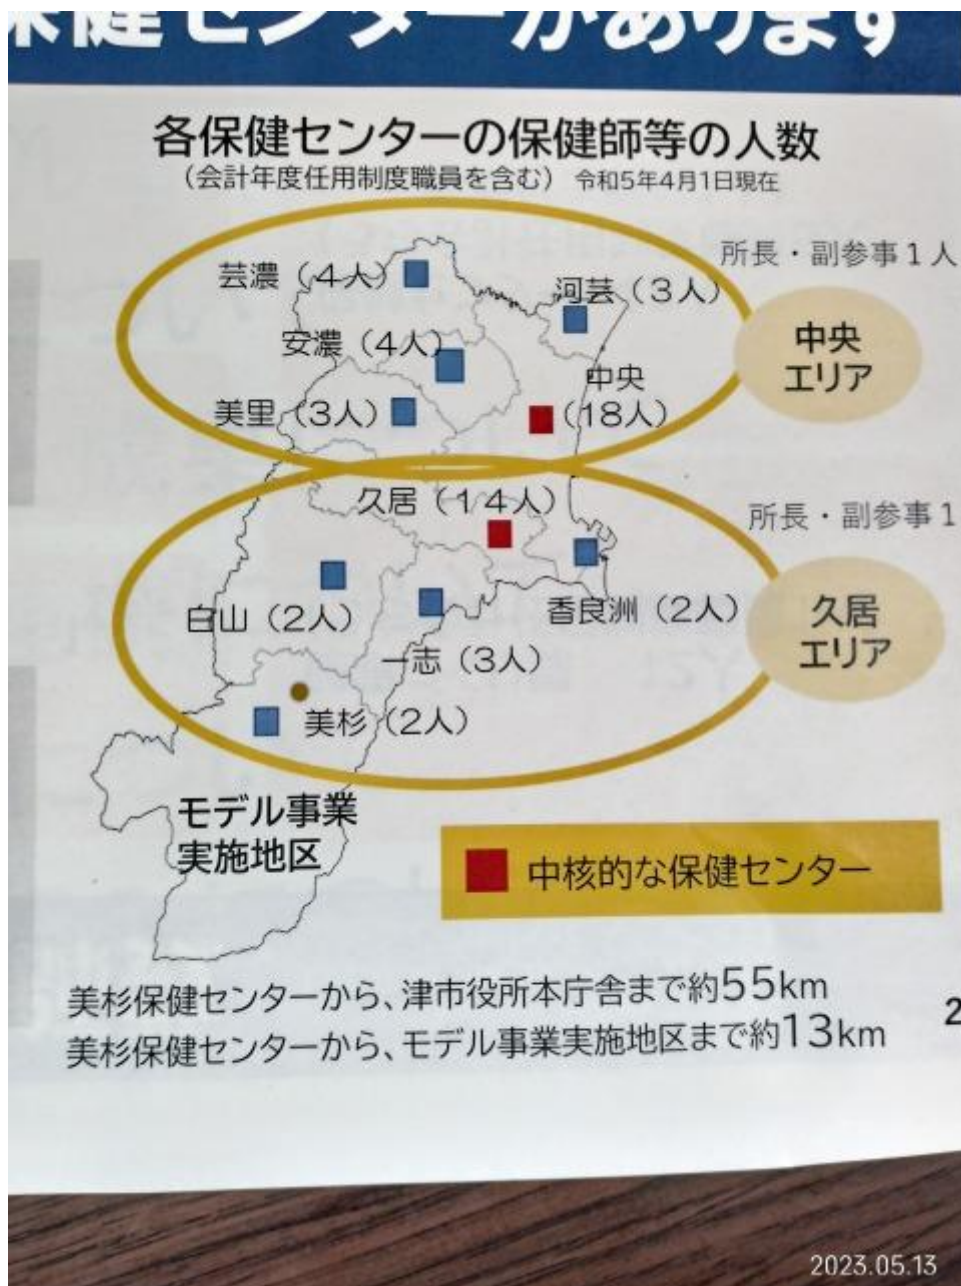 保健センターがあります
各保健センターの保健師等の人数
（会計年度任用制度職員を含む） 令和5年4月1日現在
所長・副参事1人
芸濃（4人）
河芸（3人）
安濃（4人）
中央
エリア
中央
（18人）
美里（3人）
久居（14人）
所長・副参事1
白山（2人）
香良洲（2人）
久居
エリア
一志（3人）
美杉（2人）
モデル事業
実施地区
中核的な保健センター
美杉保健センターから、津市役所本庁舎まで約55km
美杉保健センターから、モデル事業実施地区まで約13km
2
2023.05.13